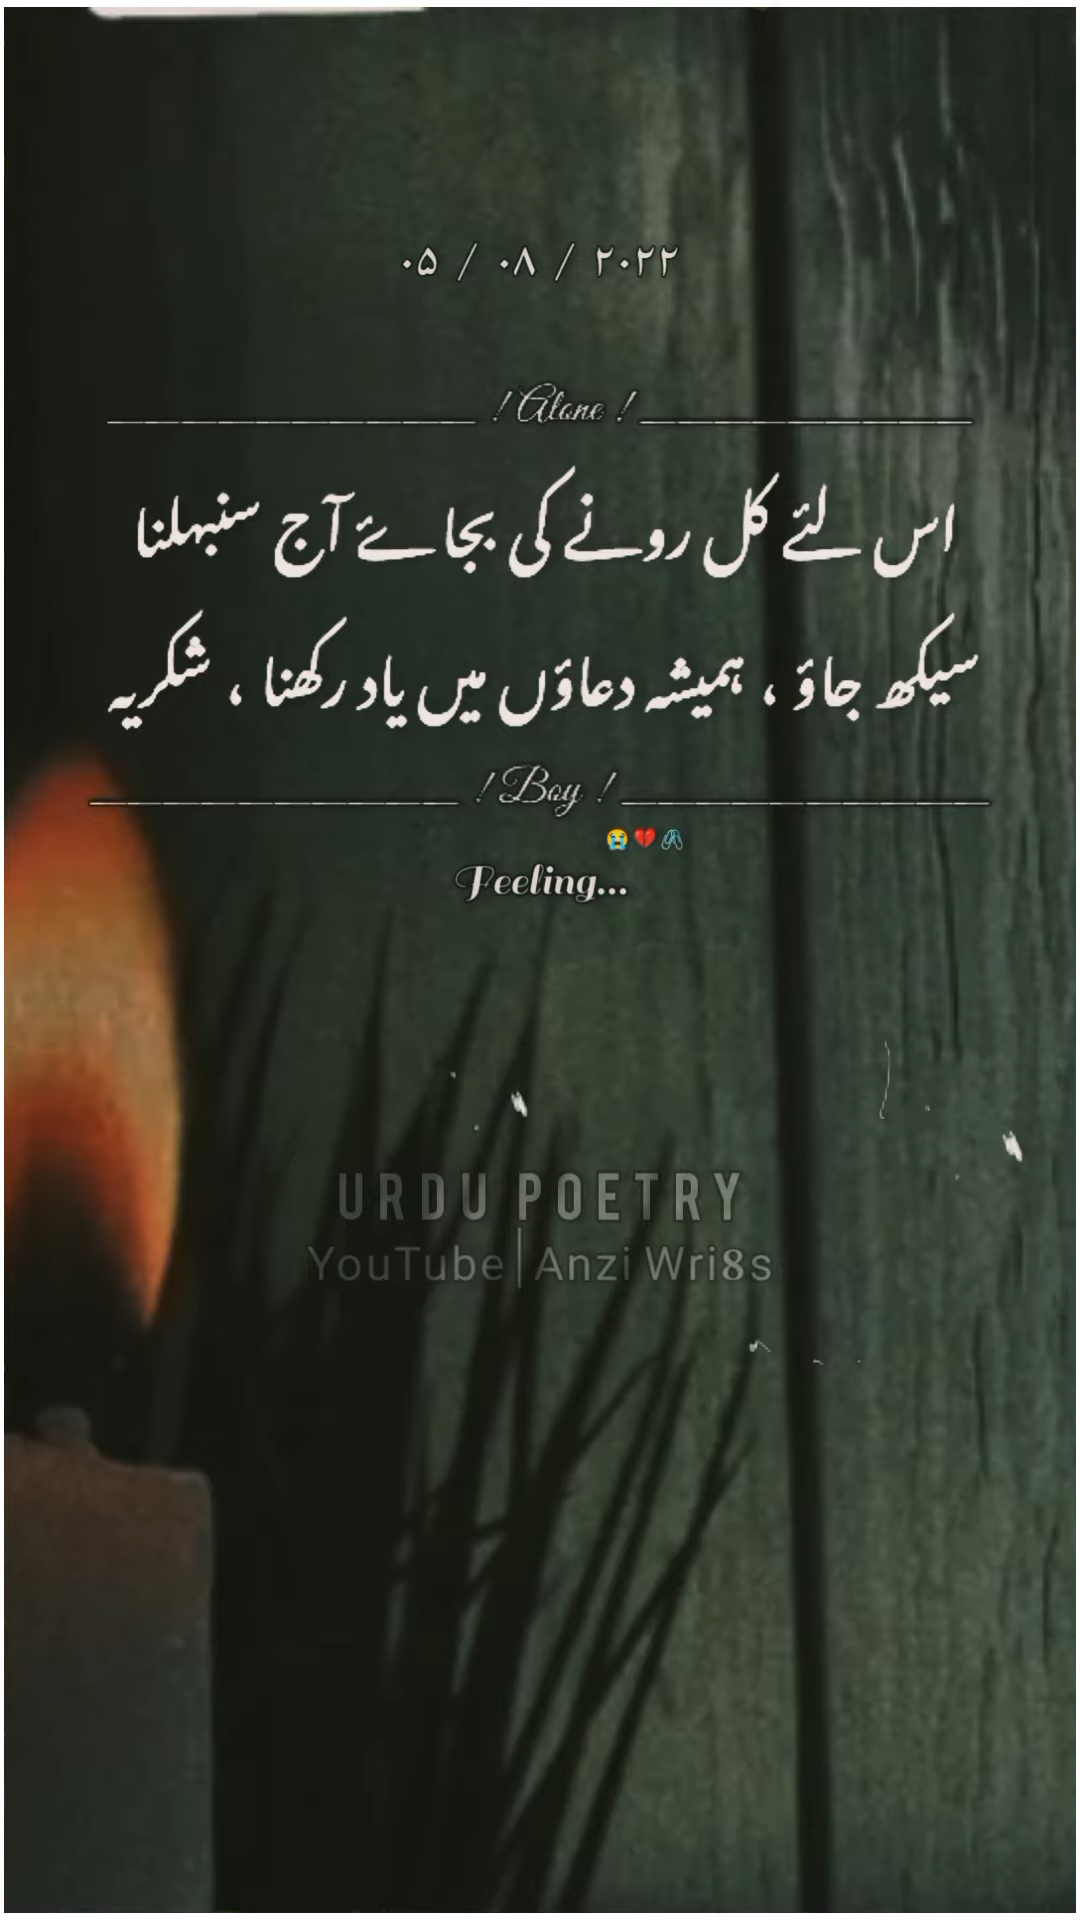 ۰۵ / ۰۸ / ۲۰۲۲
! Alone !
اس لئے کل رونے کی بجائے آج سنبہلنا
سیکھ جاؤ ، ہمیشہ دعاؤں میں یاد رکھنا ، شکریہ
! Boy !
😭💔🖇
Feeling...
URDU POETRY
YouTube|Anzi Wri8s